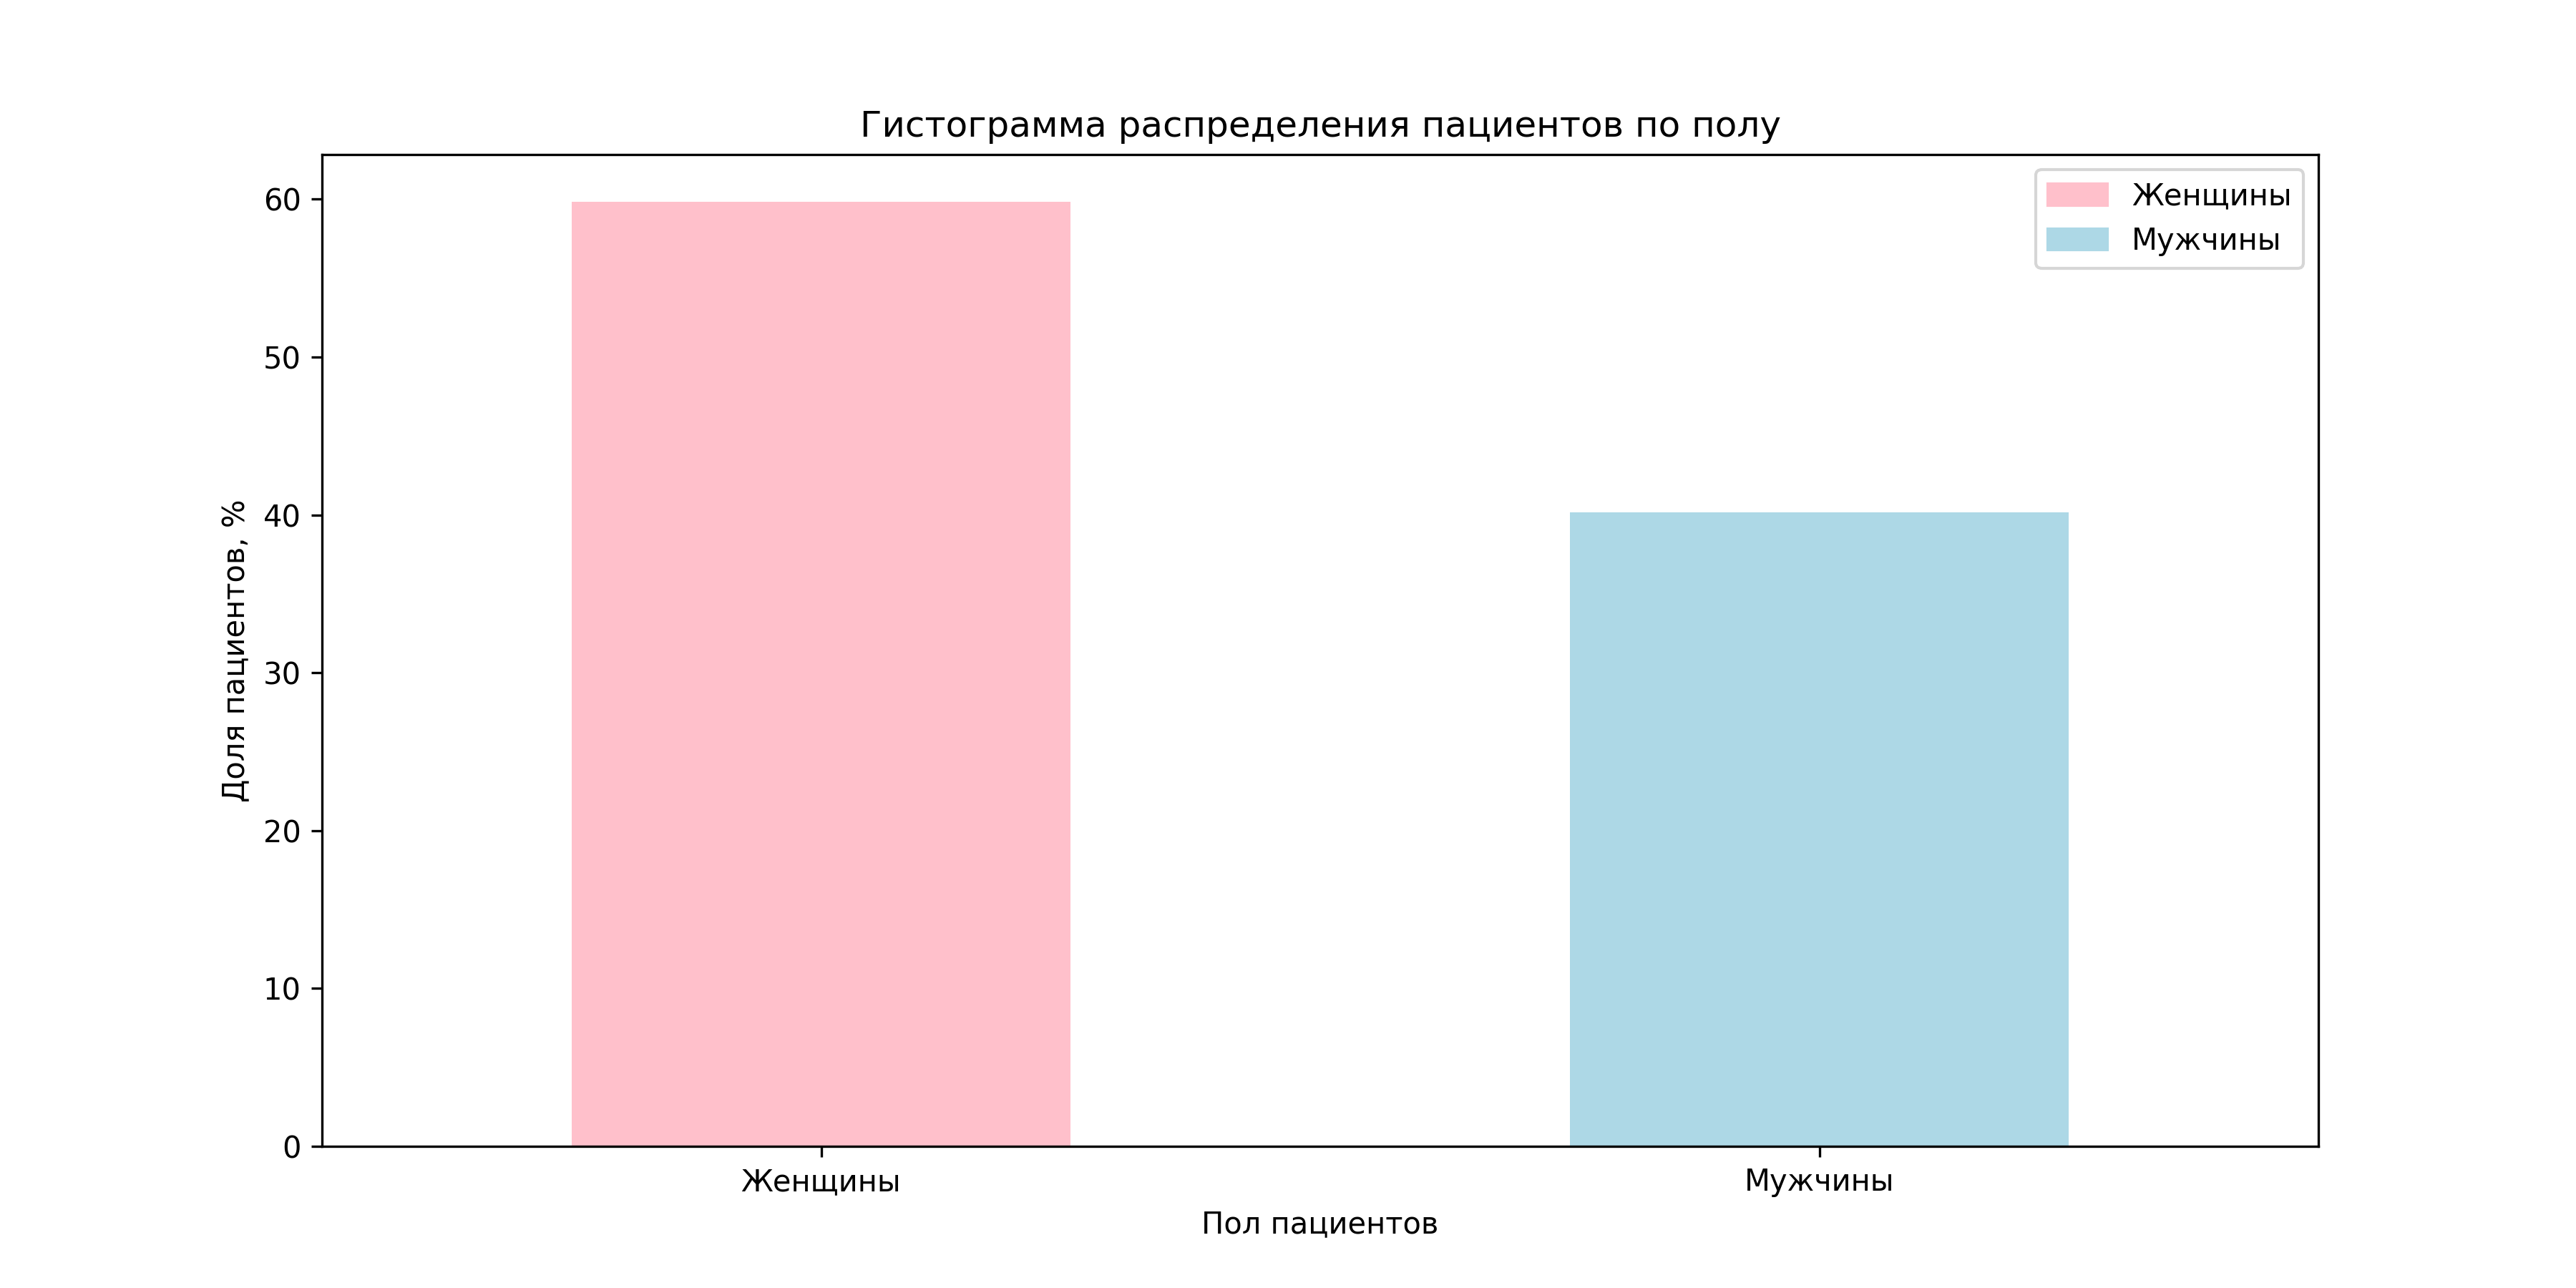 Гистограмма распределения пациентов по полу
Женщины
Мужчины
Доля пациентов, %
60
50
40
30
20
10
0
Женщины
Мужчины
Пол пациентов